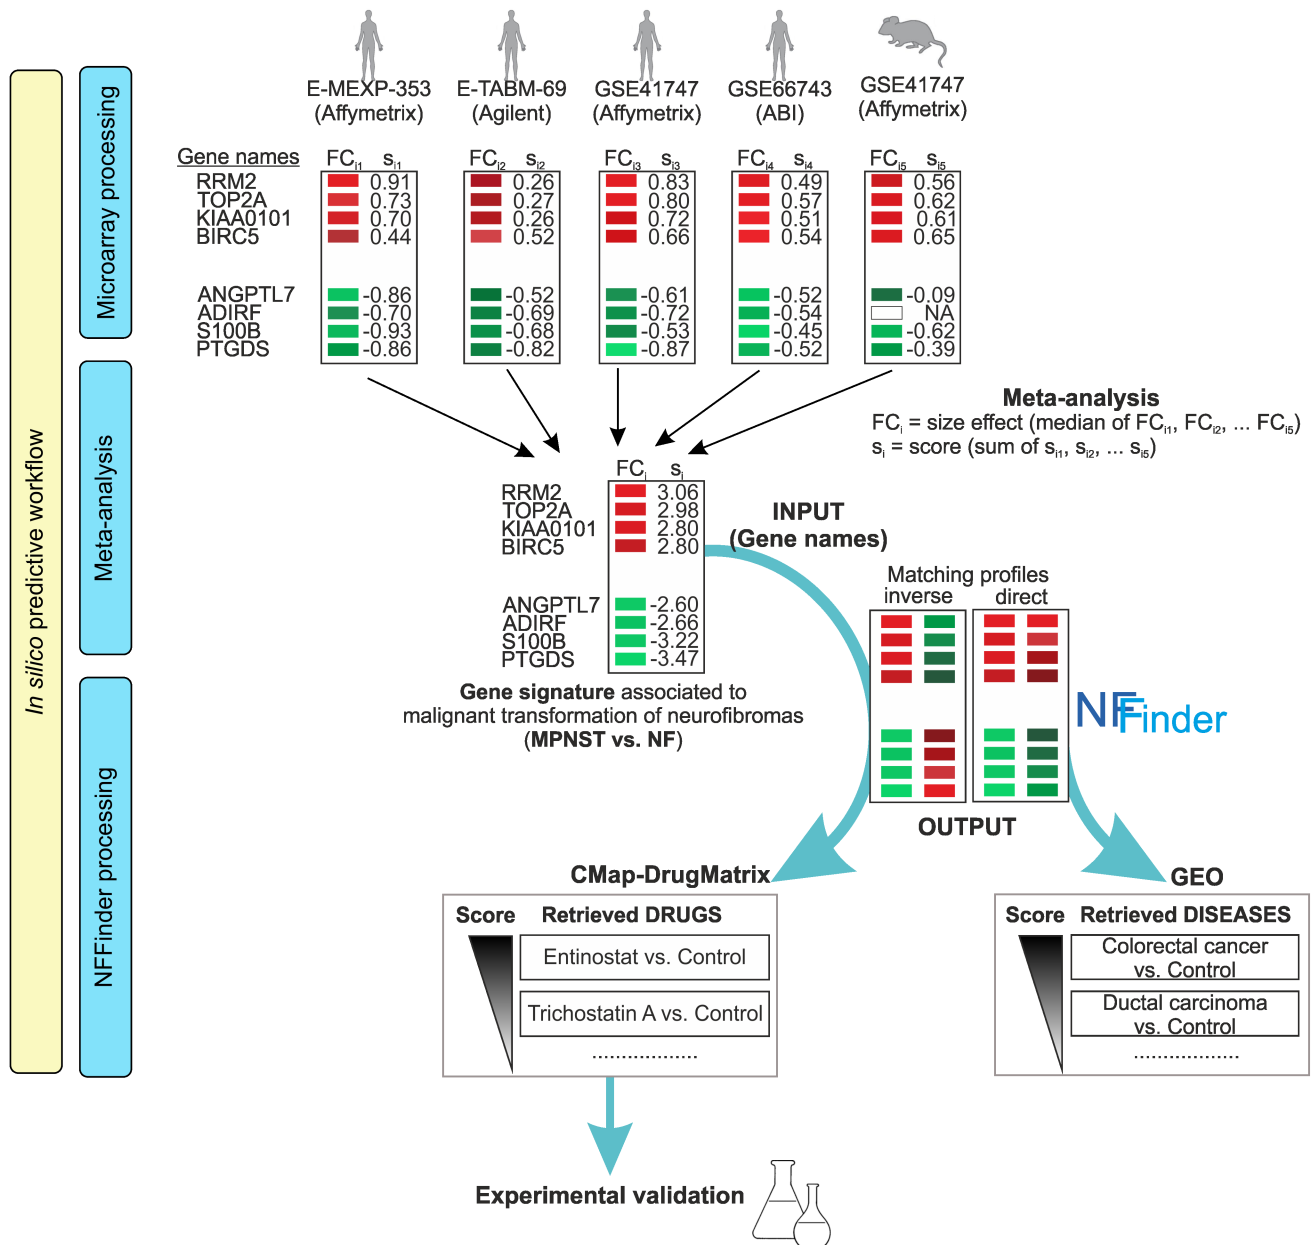 In silico predictive workflow
Microarray processing
Meta-analysis
NFFinder processing
E-MEXP-353
(Affymetrix)
E-TABM-69
(Agilent)
GSE41747
(Affymetrix)
GSE66743
(ABI)
GSE41747
(Affymetrix)
Gene names FCi1 si1 FCi2 si2 FCi3 si3 FCi4 si4 FCi5 si5
RRM2 0.91 0.26 0.83 0.49 0.56
TOP2A 0.73 0.27 0.80 0.57 0.62
KIAA0101 0.70 0.26 0.72 0.51 0.61
BIRC5 0.44 0.52 0.66 0.54 0.65
ANGPTL7 -0.86 -0.52 -0.61 -0.52 -0.09
ADIRF -0.70 -0.69 -0.72 -0.54 NA
S100B -0.93 -0.68 -0.53 -0.45 -0.62
PTGDS -0.86 -0.82 -0.87 -0.52 -0.39
Meta-analysis
FCi = size effect (median of FCi1, FCi2, ... FCi5)
si = score (sum of si1, si2, ... si5)
FCi si
RRM2 3.06
TOP2A 2.98
KIAA0101 2.80
BIRC5 2.80
ANGPTL7 -2.60
ADIRF -2.66
S100B -3.22
PTGDS -3.47
Gene signature associated to
malignant transformation of neurofibromas
(MPNST vs. NF)
INPUT
(Gene names)
Matching profiles
inverse direct
NFFinder
OUTPUT
CMap-DrugMatrix
Score Retrieved DRUGS
Entinostat vs. Control
Trichostatin A vs. Control
..................
GEO
Score Retrieved DISEASES
Colorectal cancer
vs. Control
Ductal carcinoma
vs. Control
..................
Experimental validation